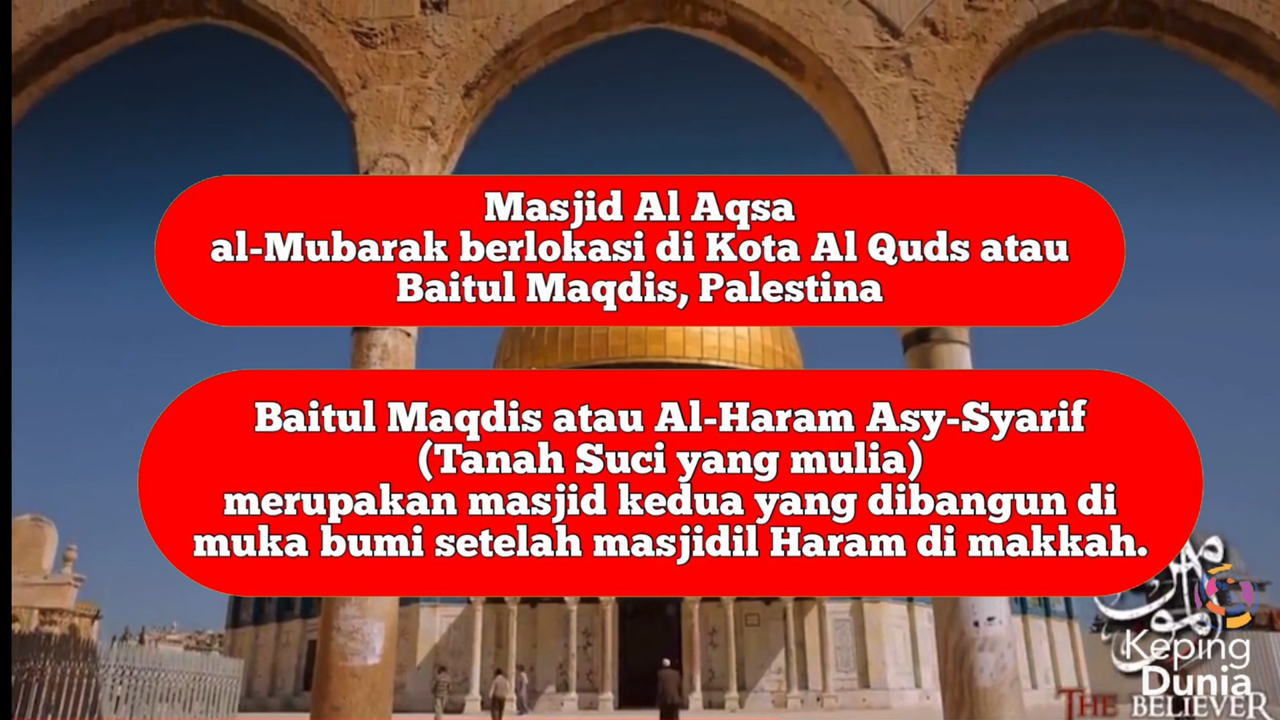 Masjid Al Aqsa
al-Mubarak berlokasi di Kota Al Quds atau
Baitul Maqdis, Palestina
Baitul Maqdis atau Al-Haram Asy-Syarif
(Tanah Suci yang mulia)
merupakan masjid kedua yang dibangun di
muka bumi setelah masjidil Haram di makkah.
Keping
Dunia
THE BELIEVER